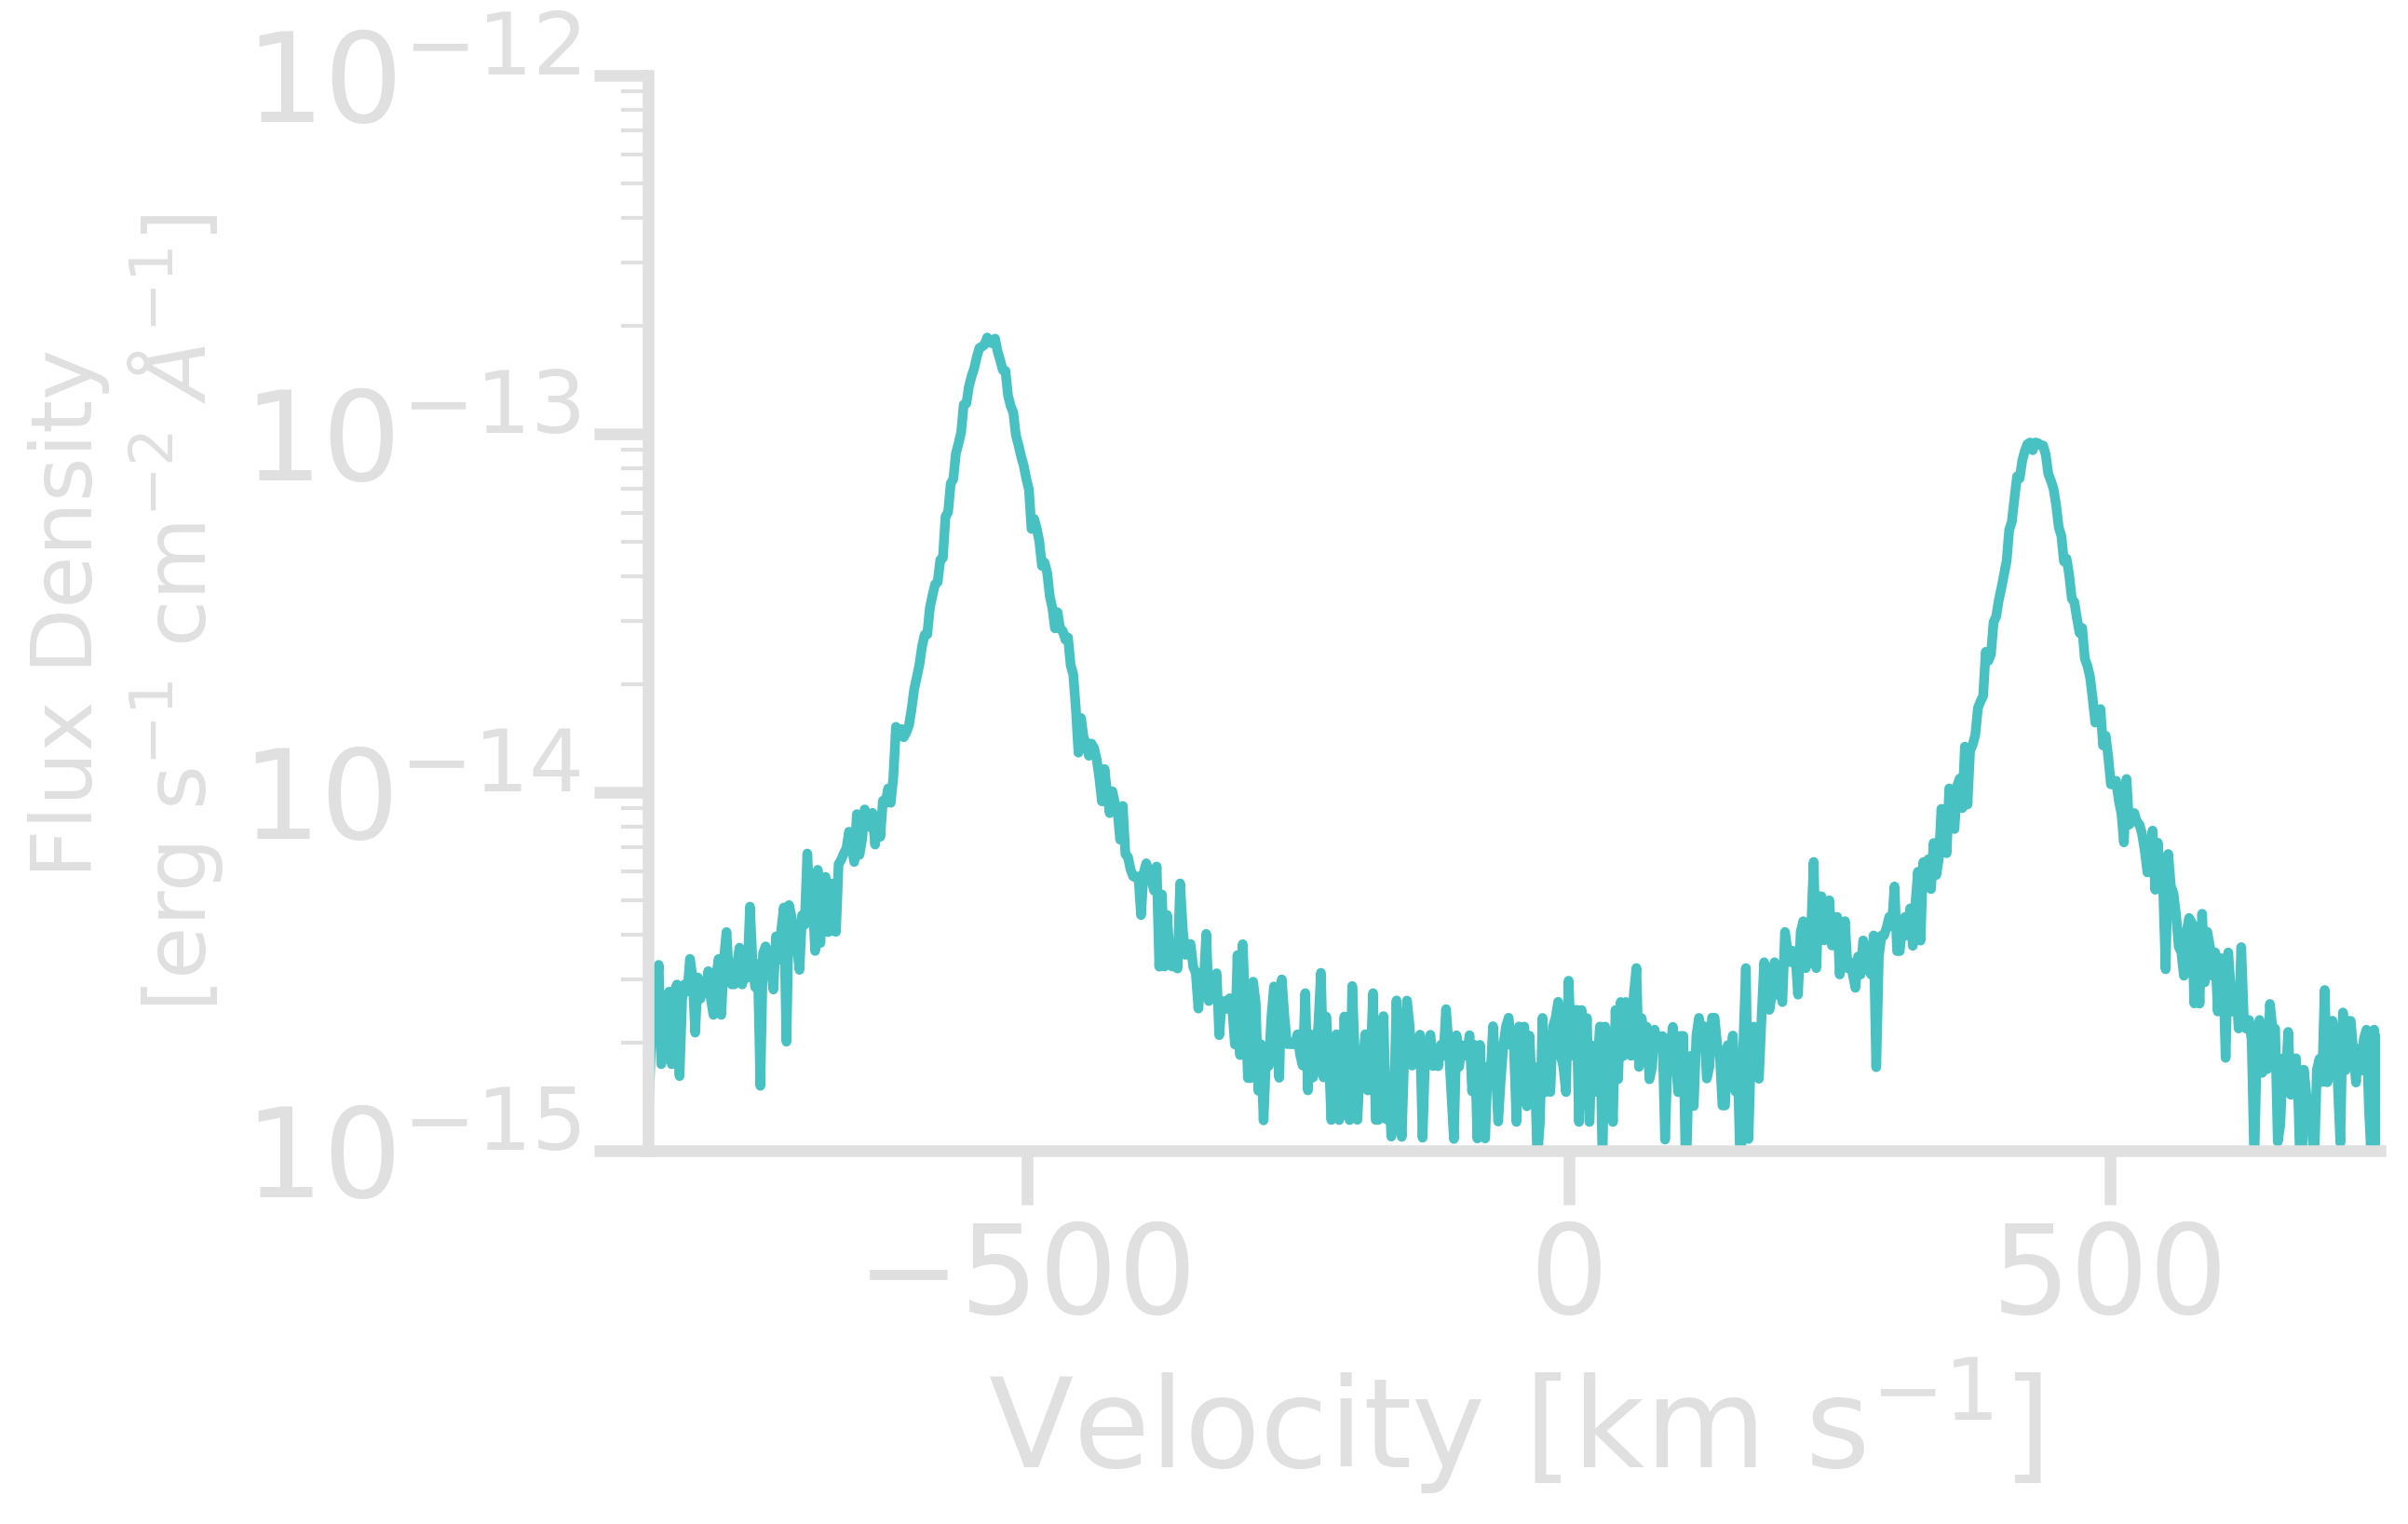 Flux Density
[erg s⁻¹ cm⁻² Å⁻¹]
10⁻¹²
10⁻¹³
10⁻¹⁴
10⁻¹⁵
−500 0 500
Velocity [km s⁻¹]